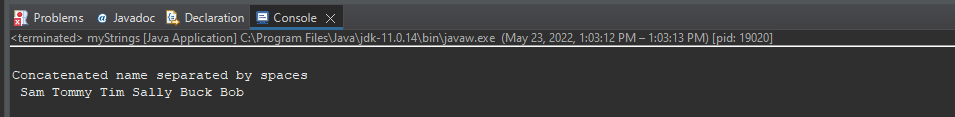 Problems @ Javadoc Declaration Console
<terminated> myStrings [Java Application] C:\Program Files\Java\jdk-11.0.14\bin\javaw.exe (May 23, 2022, 1:03:12 PM – 1:03:13 PM) [pid: 19020]
Concatenated name separated by spaces
Sam Tommy Tim Sally Buck Bob